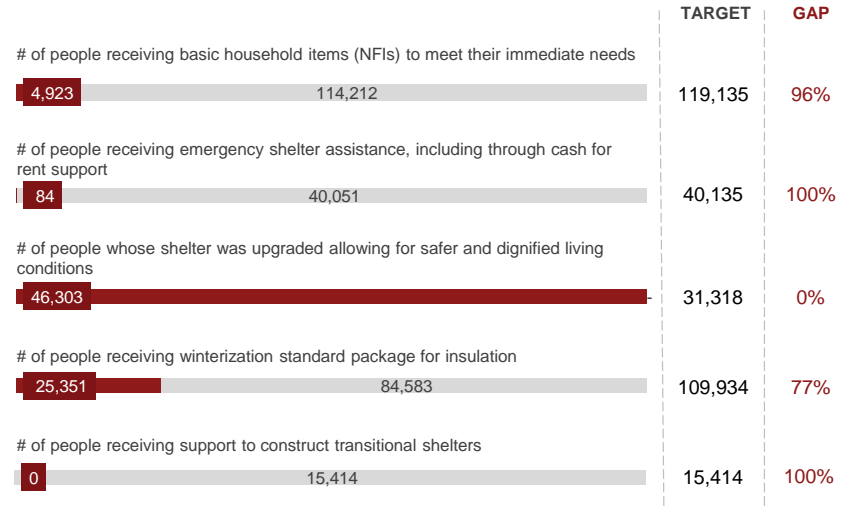 TARGET GAP
# of people receiving basic household items (NFIs) to meet their immediate needs
4,923 114,212 119,135 96%
# of people receiving emergency shelter assistance, including through cash for
rent support
84 40,051 40,135 100%
# of people whose shelter was upgraded allowing for safer and dignified living
conditions
46,303 - 31,318 0%
# of people receiving winterization standard package for insulation
25,351 84,583 109,934 77%
# of people receiving support to construct transitional shelters
0 15,414 15,414 100%